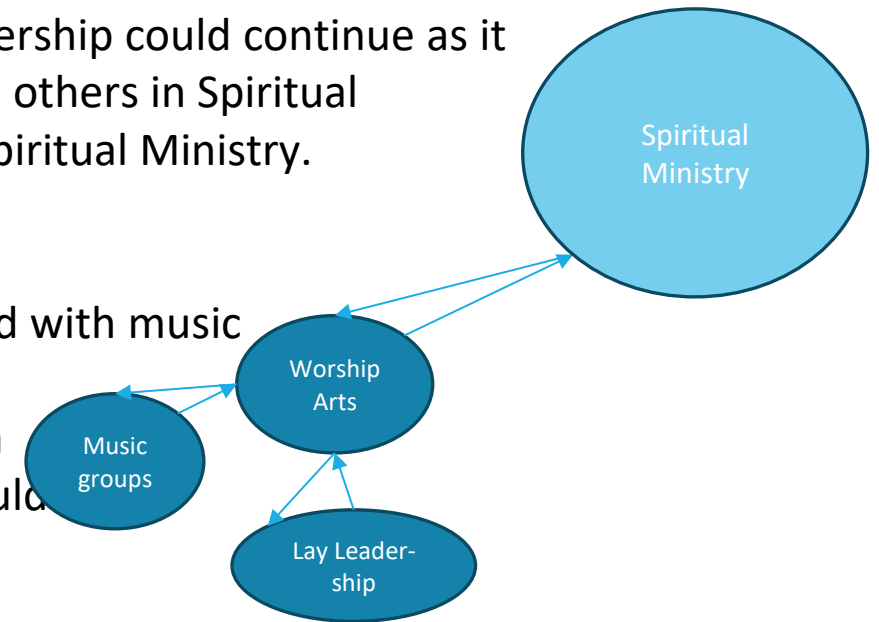 ership could continue as it
others in Spiritual
piritual Ministry.
d with music
uld
Spiritual
Ministry
Worship
Arts
Music
groups
Lay Leader-
ship